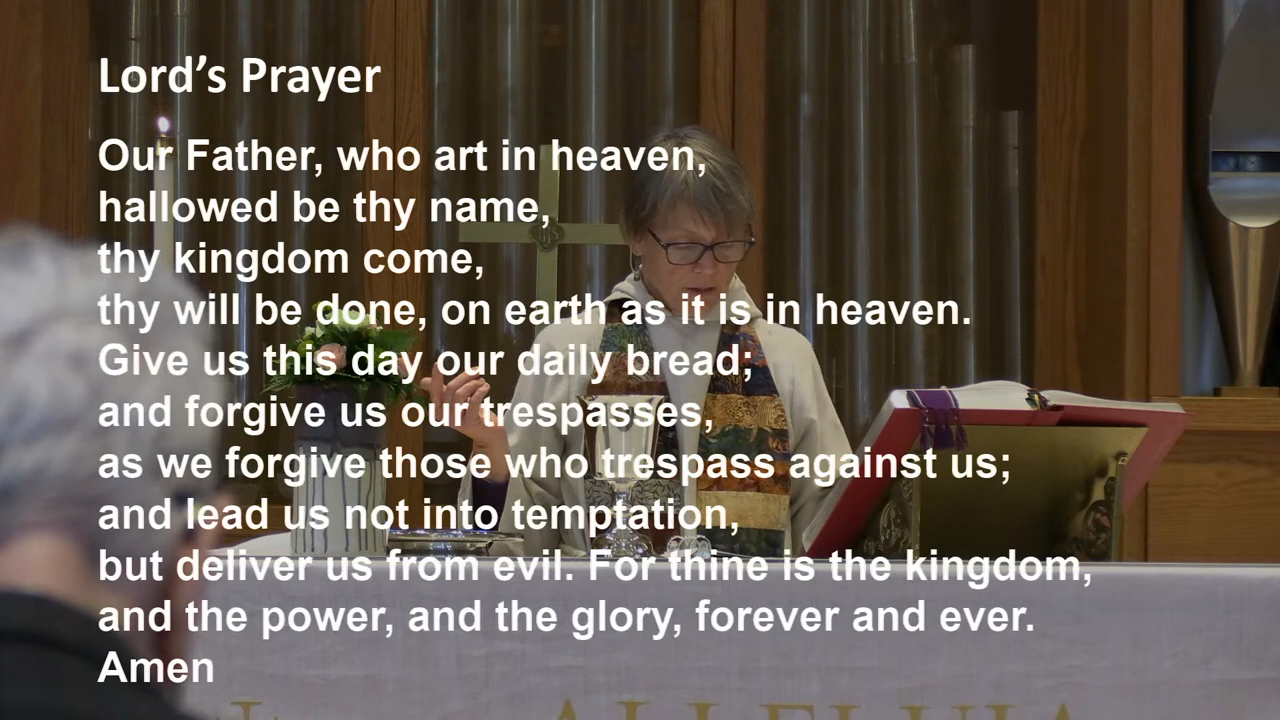 Lord’s Prayer
Our Father, who art in heaven,
hallowed be thy name,
thy kingdom come,
thy will be done, on earth as it is in heaven.
Give us this day our daily bread;
and forgive us our trespasses,
as we forgive those who trespass against us;
and lead us not into temptation,
but deliver us from evil. For thine is the kingdom,
and the power, and the glory, forever and ever.
Amen
ALLELUIA